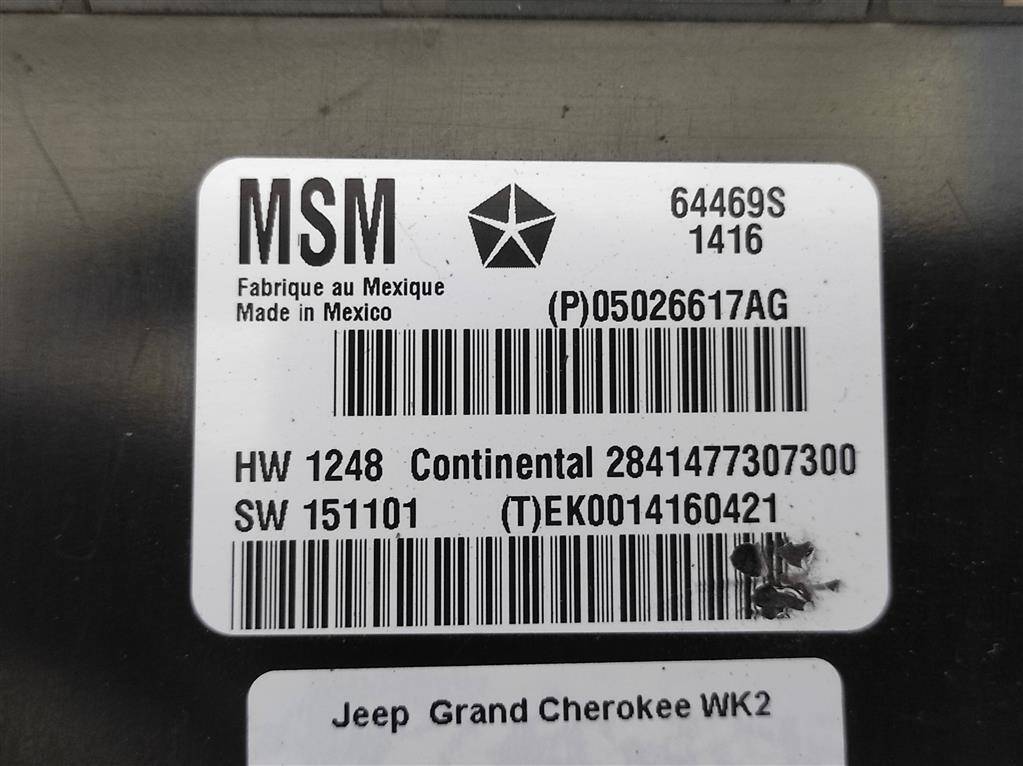 MSM
64469S
1416
Fabrique au Mexique
Made in Mexico
(P)05026617AG
HW 1248 Continental 2841477307300
SW 151101 (T)EK0014160421
Jeep Grand Cherokee WK2